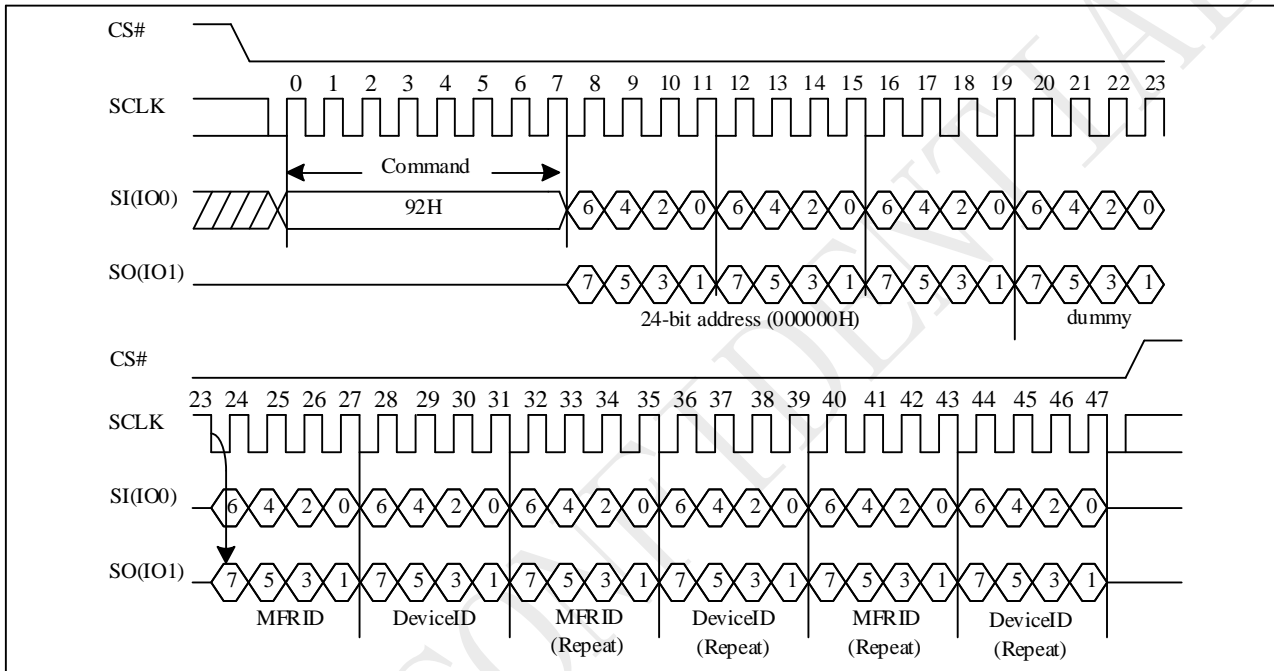 CS#
0 1 2 3 4 5 6 7 8 9 10 11 12 13 14 15 16 17 18 19 20 21 22 23
SCLK
Command
SI(IO0)
92H
6 4 2 0 6 4 2 0 6 4 2 0 6 4 2 0
SO(IO1)
7 5 3 1 7 5 3 1 7 5 3 1 7 5 3 1
24-bit address (000000H)
dummy
CS#
23 24 25 26 27 28 29 30 31 32 33 34 35 36 37 38 39 40 41 42 43 44 45 46 47
SCLK
SI(IO0)
6 4 2 0 6 4 2 0 6 4 2 0 6 4 2 0 6 4 2 0 6 4 2 0
SO(IO1)
7 5 3 1 7 5 3 1 7 5 3 1 7 5 3 1 7 5 3 1 7 5 3 1
MFRID DeviceID MFRID DeviceID MFRID DeviceID
(Repeat) (Repeat) (Repeat) (Repeat)
CONFIDENTIAL